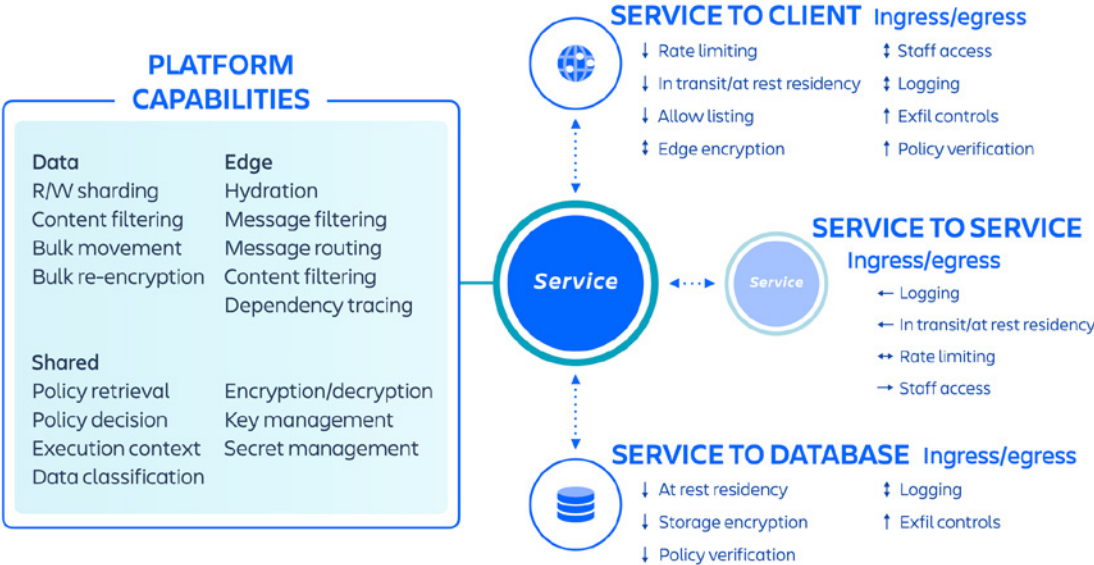 PLATFORM
CAPABILITIES
Data
R/W sharding
Content filtering
Bulk movement
Bulk re-encryption
Edge
Hydration
Message filtering
Message routing
Content filtering
Dependency tracing
Shared
Policy retrieval
Policy decision
Execution context
Data classification
Encryption/decryption
Key management
Secret management
SERVICE TO CLIENT Ingress/egress
↓ Rate limiting
↓ In transit/at rest residency
↓ Allow listing
↕ Edge encryption
↕ Staff access
↕ Logging
↑ Exfil controls
↑ Policy verification
Service
Service
SERVICE TO SERVICE
Ingress/egress
← Logging
← In transit/at rest residency
↔ Rate limiting
→ Staff access
SERVICE TO DATABASE Ingress/egress
↓ At rest residency
↓ Storage encryption
↓ Policy verification
↕ Logging
↑ Exfil controls